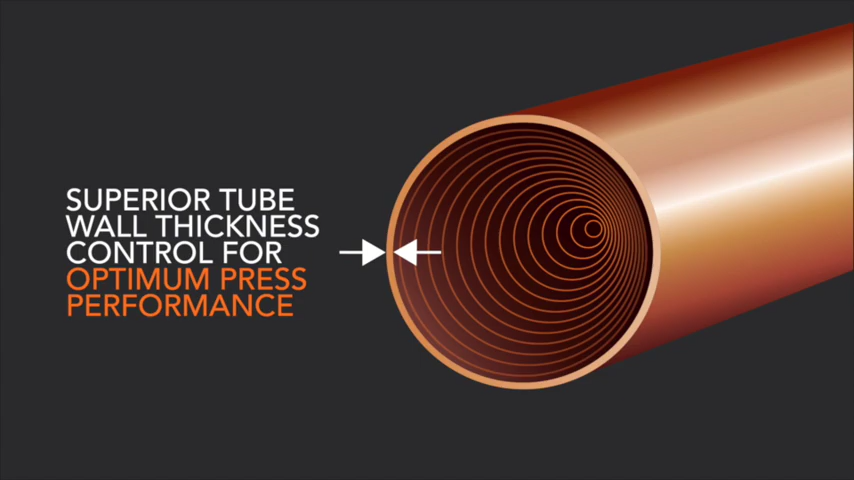 SUPERIOR TUBE
WALL THICKNESS
CONTROL FOR
OPTIMUM PRESS
PERFORMANCE